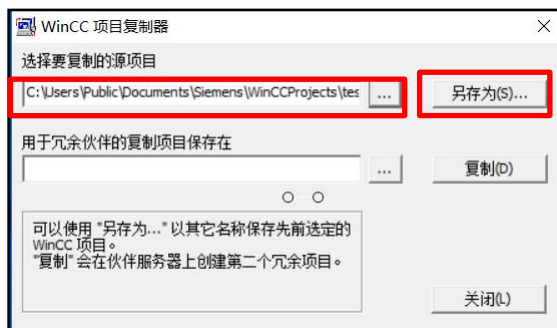 WinCC 项目复制器
选择要复制的源项目
C:\Users\Public\Documents\Siemens\WinCCProjects\tes
...
另存为(S)...
用于冗余伙伴的复制项目保存在
...
复制(D)
可以使用 "另存为..." 以其它名称保存先前选定的
WinCC 项目。
"复制" 会在伙伴服务器上创建第二个冗余项目。
关闭(L)